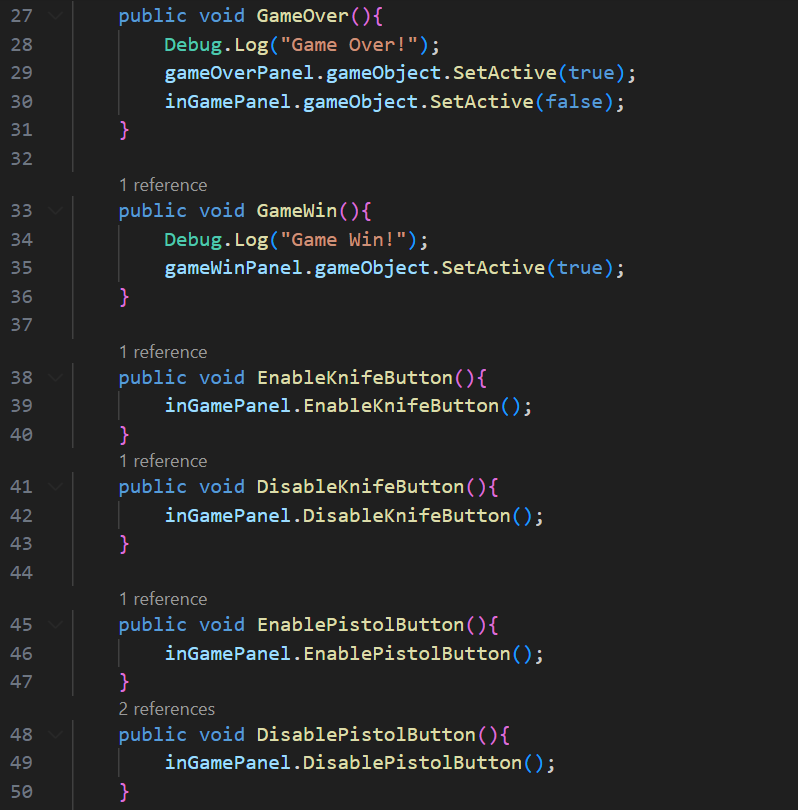 27 public void GameOver(){
28 Debug.Log("Game Over!");
29 gameOverPanel.gameObject.SetActive(true);
30 inGamePanel.gameObject.SetActive(false);
31 }
32
1 reference
33 public void GameWin(){
34 Debug.Log("Game Win!");
35 gameWinPanel.gameObject.SetActive(true);
36 }
37
1 reference
38 public void EnableKnifeButton(){
39 inGamePanel.EnableKnifeButton();
40 }
1 reference
41 public void DisableKnifeButton(){
42 inGamePanel.DisableKnifeButton();
43 }
44
1 reference
45 public void EnablePistolButton(){
46 inGamePanel.EnablePistolButton();
47 }
2 references
48 public void DisablePistolButton(){
49 inGamePanel.DisablePistolButton();
50 }